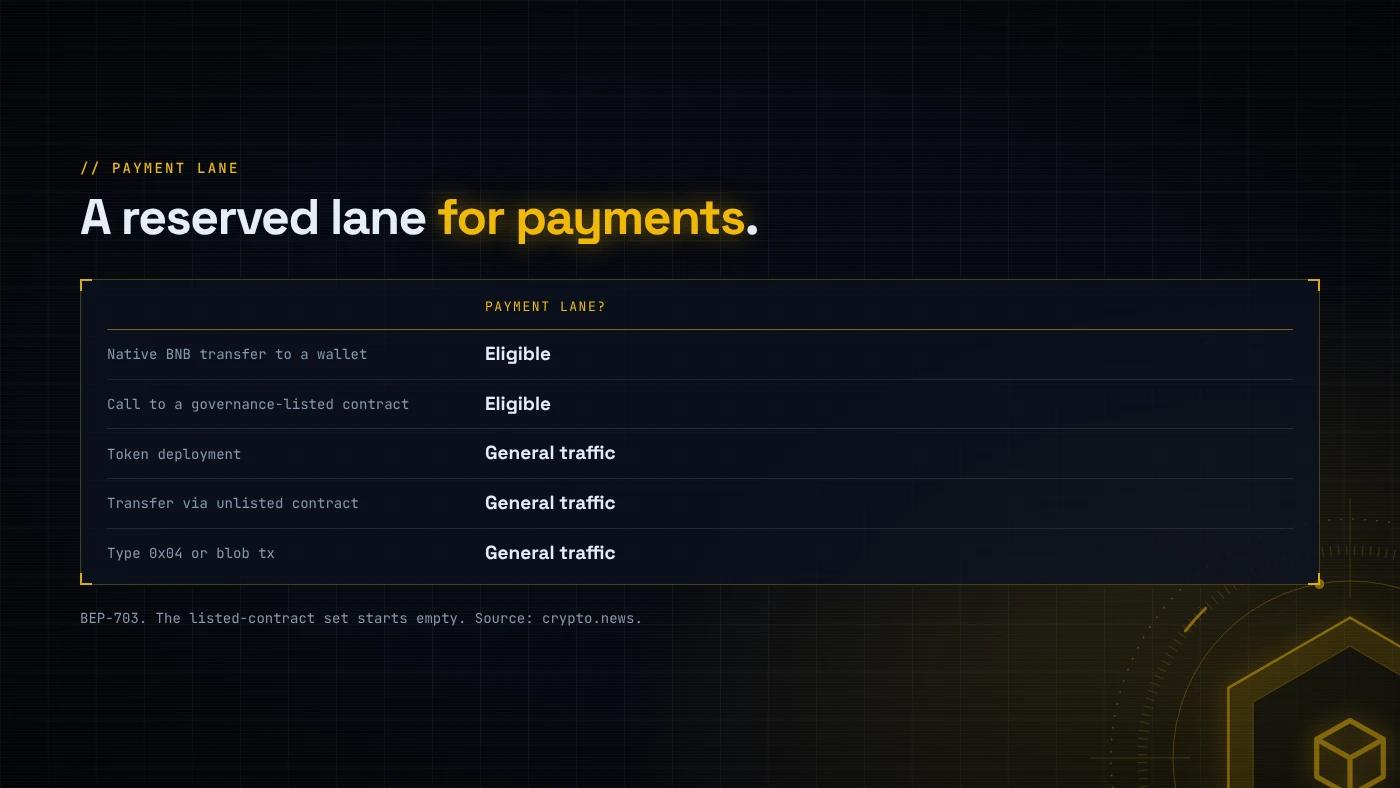 // PAYMENT LANE
A reserved lane for payments.
PAYMENT LANE?
Native BNB transfer to a wallet Eligible
Call to a governance-listed contract Eligible
Token deployment General traffic
Transfer via unlisted contract General traffic
Type 0x04 or blob tx General traffic
BEP-703. The listed-contract set starts empty. Source: crypto.news.